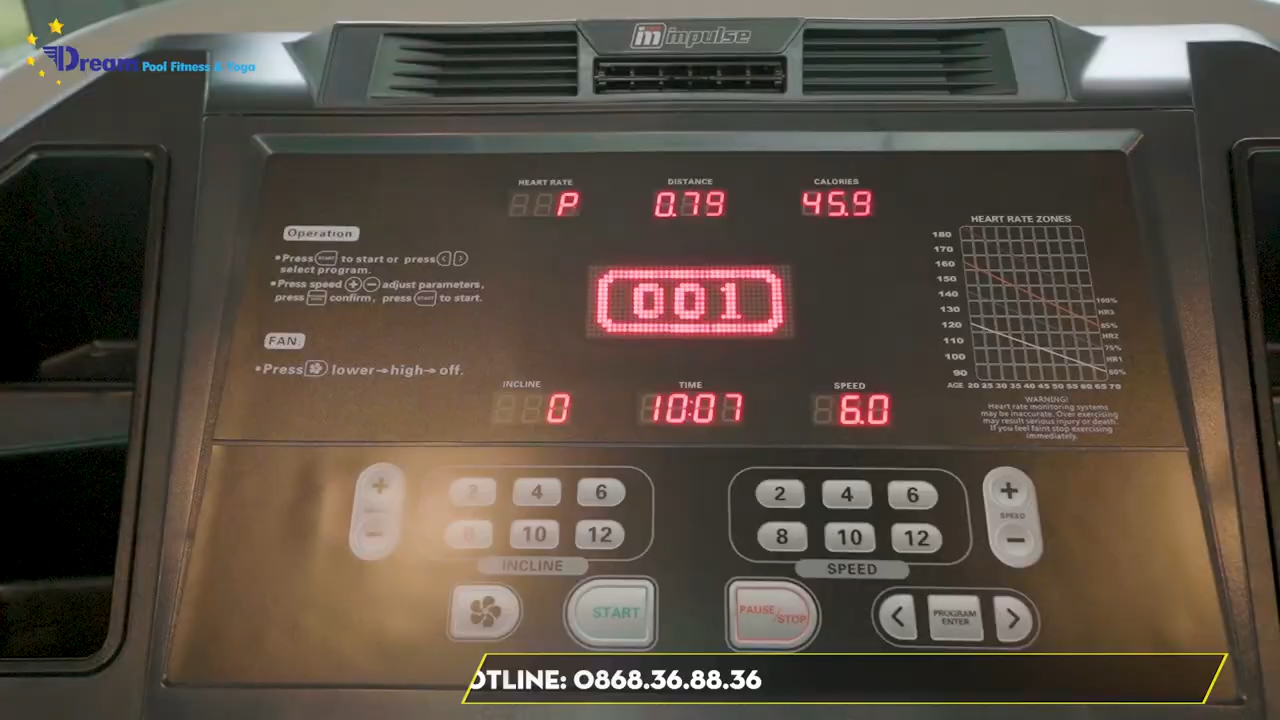 impulse
Dream Pool Fitness & Yoga
HEART RATE DISTANCE CALORIES
P 0.79 45.9
Operation
•Press START to start or press < >
select program.
•Press speed + − adjust parameters,
press confirm, press START to start.
FAN
•Press lower→high→off.
001
HEART RATE ZONES
180
170
160
150
140
130
120
110
100
90
100%
HR3
85%
HR2
75%
HR1
60%
AGE 20 25 30 35 40 45 50 55 60 65 70
WARNING!
Heart rate monitoring systems
may be inaccurate. Over exercising
may result serious injury or death.
If you feel faint stop exercising
immediately.
INCLINE TIME SPEED
0 10:07 6.0
+ 2 4 6
− 8 10 12
INCLINE
2 4 6 +
SPEED
8 10 12 −
SPEED
START PAUSE/STOP < PROGRAM ENTER >
OTLINE: 0868.36.88.36